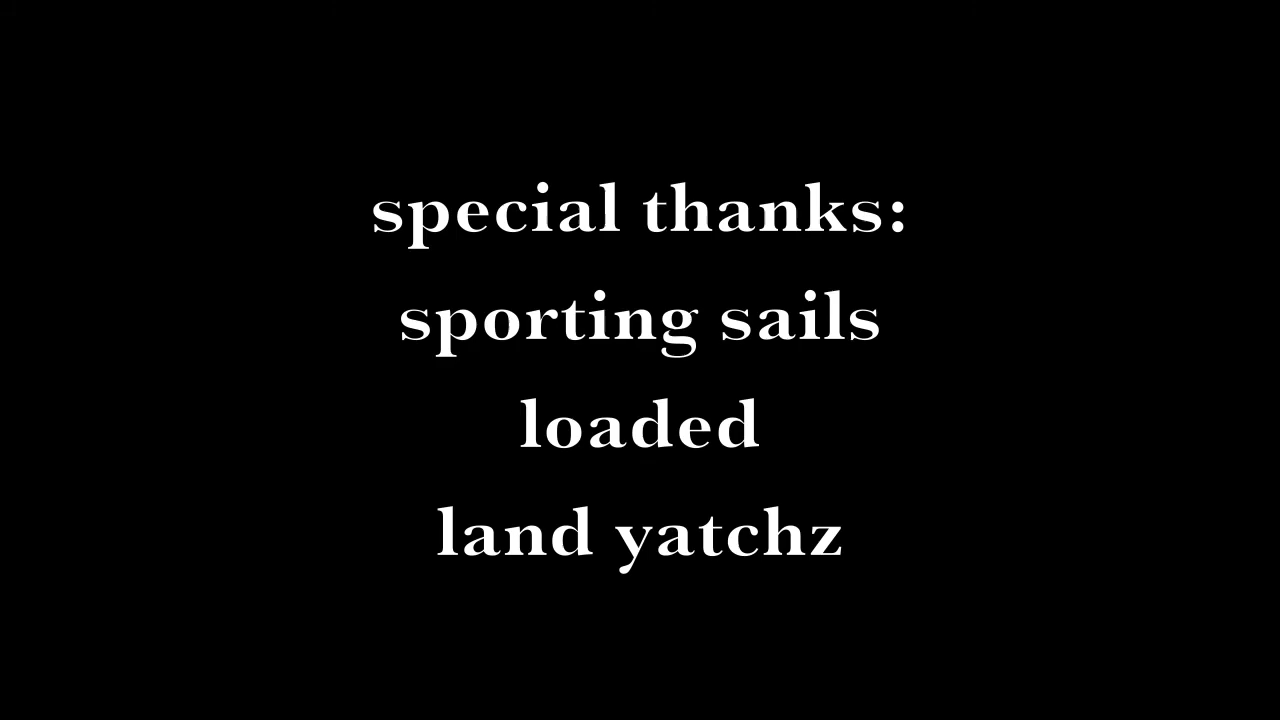 special thanks:
sporting sails
loaded
land yatchz